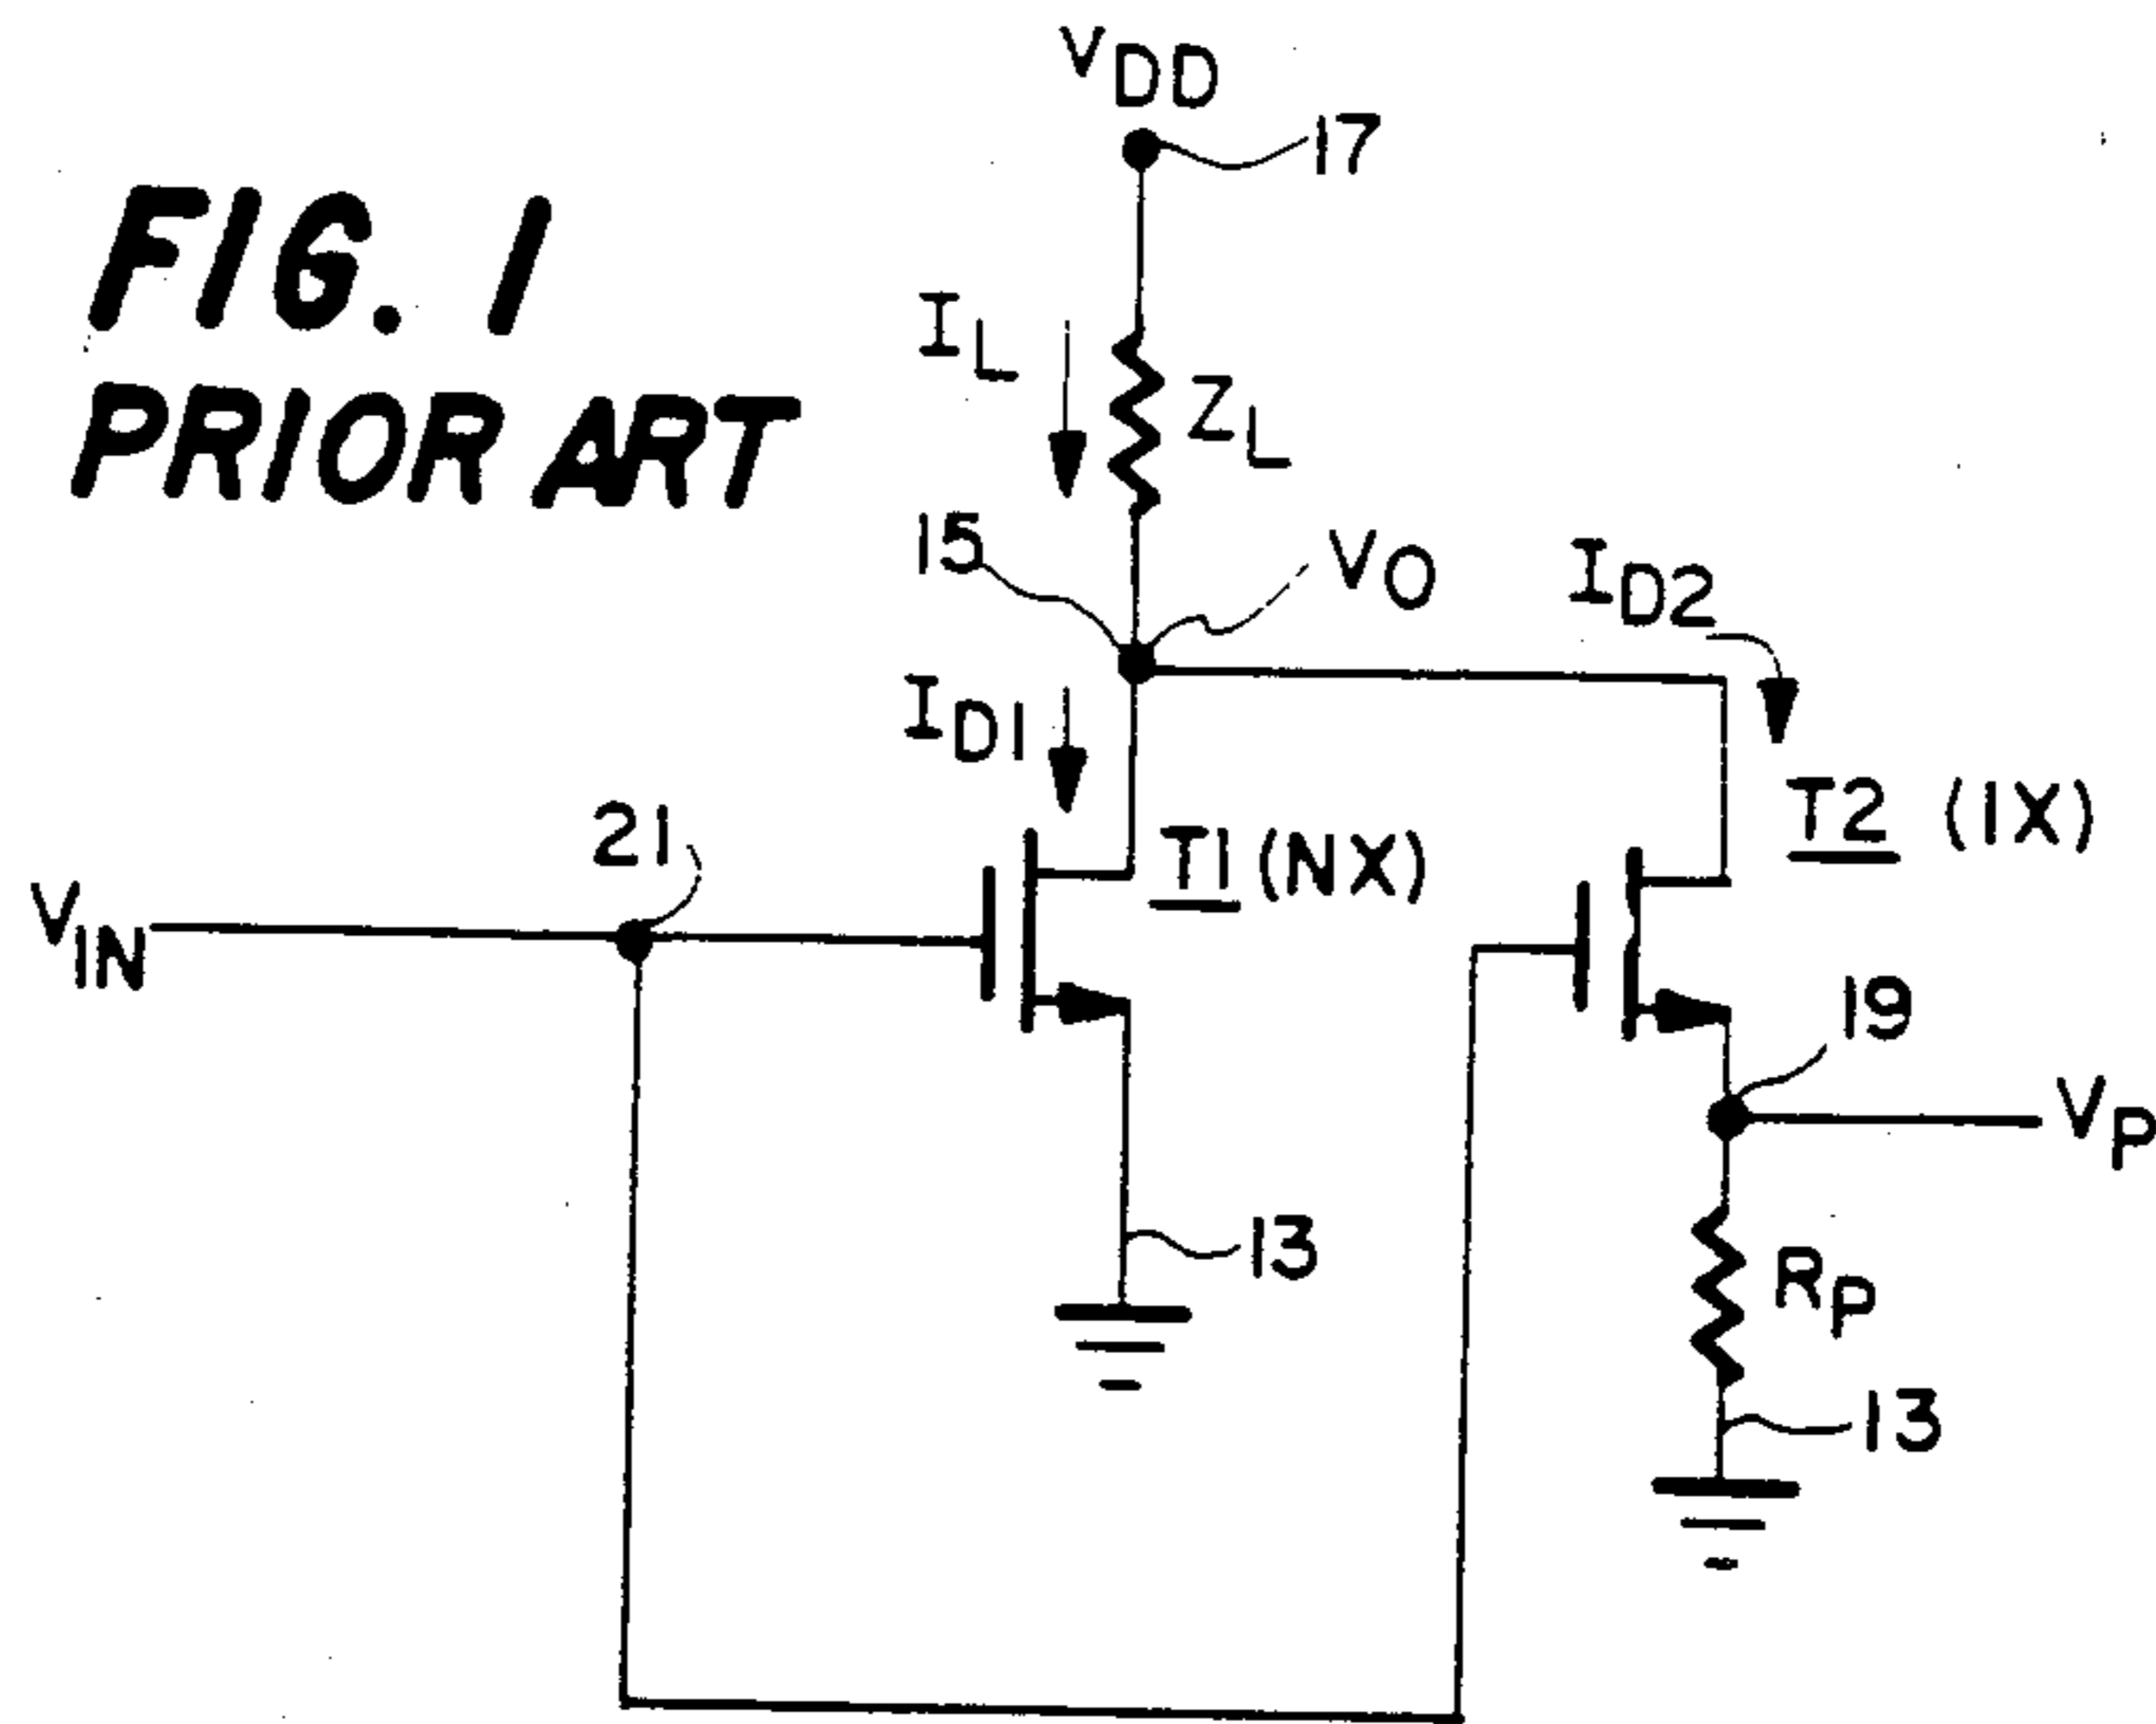 VDD
17
FIG. 1
PRIOR ART
IL
ZL
15
VO
ID2
ID1
T2 (1X)
21
T1 (NX)
VIN
19
VP
13
RP
13